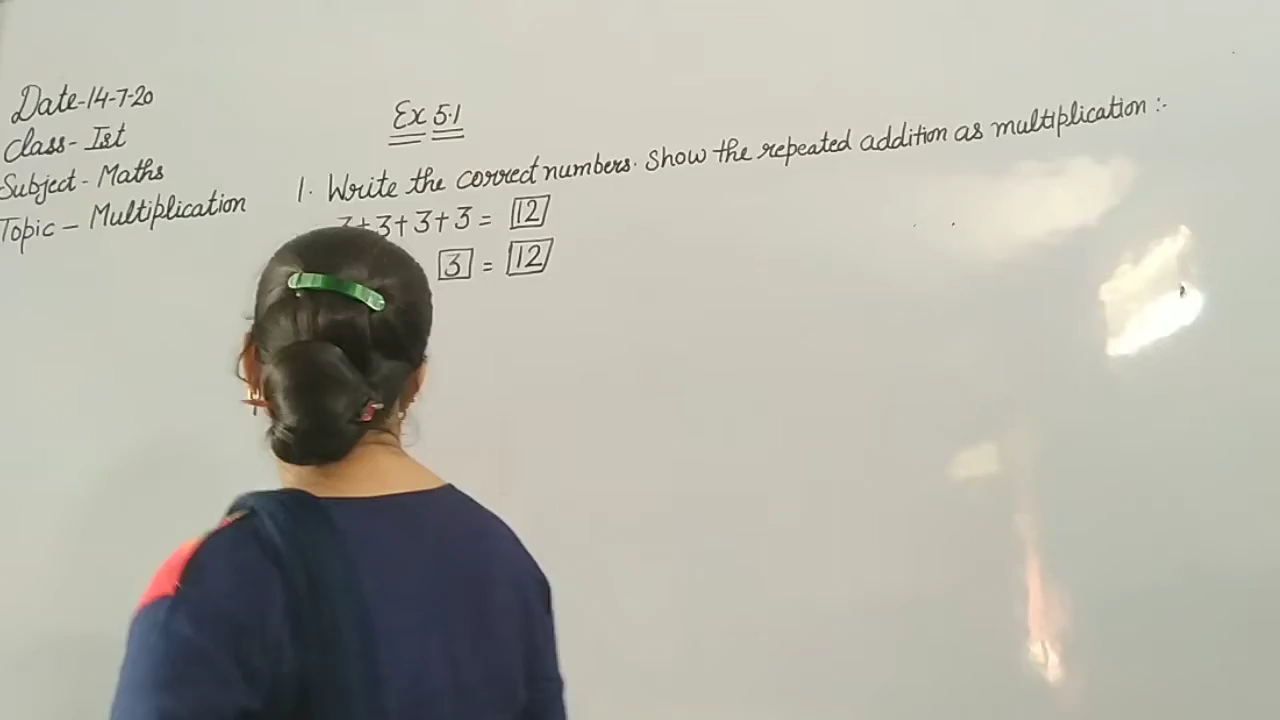 Date-14-7-20
Class- Ist
Subject- Maths
Topic - Multiplication
Ex 5.1
1. Write the correct numbers. Show the repeated addition as multiplication :-
3+3+3+3 = 12
3 = 12